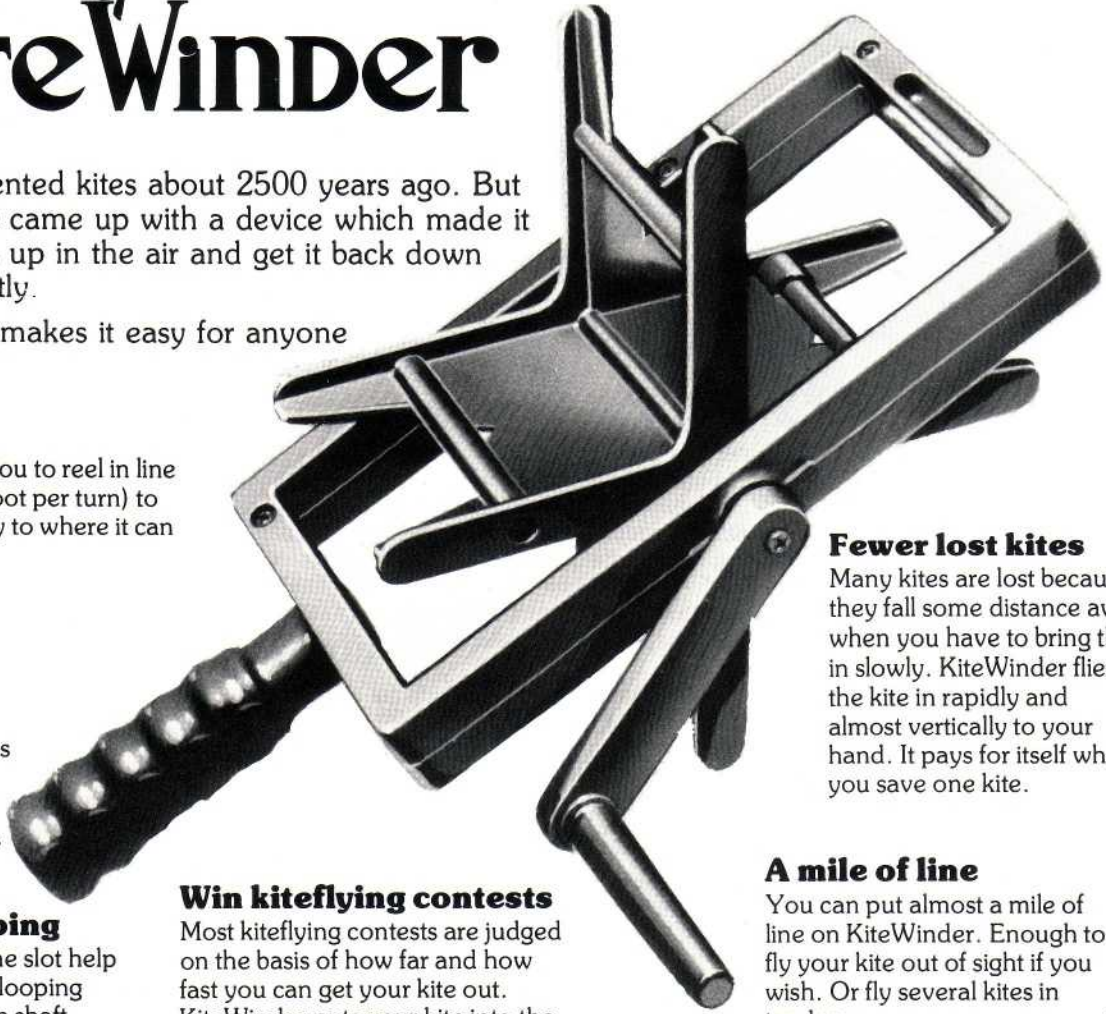 teWinder
ented kites about 2500 years ago. But
came up with a device which made it
up in the air and get it back down
tly.
makes it easy for anyone
ou to reel in line
oot per turn) to
y to where it can
s
Fewer lost kites
Many kites are lost becau
they fall some distance aw
when you have to bring th
in slowly. KiteWinder flie
the kite in rapidly and
almost vertically to your
hand. It pays for itself wh
you save one kite.
ping
ne slot help
looping
Win kiteflying contests
Most kiteflying contests are judged
on the basis of how far and how
fast you can get your kite out.
A mile of line
You can put almost a mile of
line on KiteWinder. Enough to
fly your kite out of sight if you
wish. Or fly several kites in